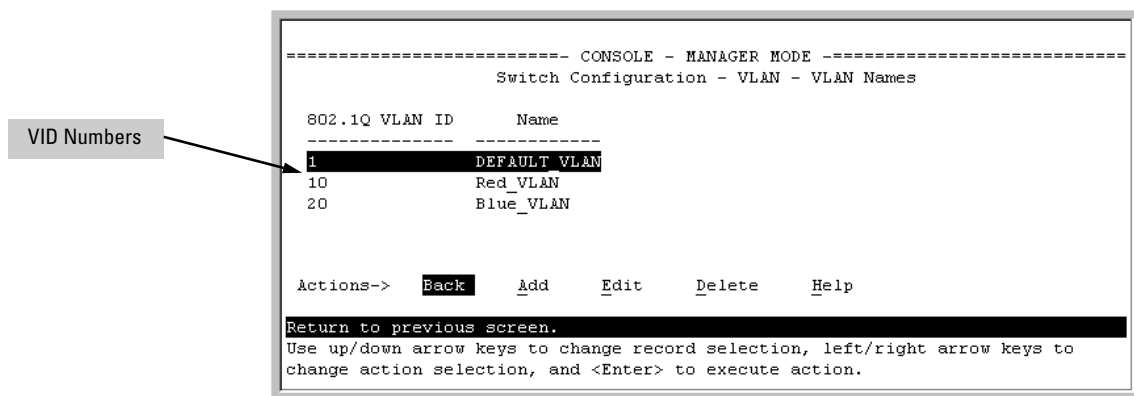 ============================- CONSOLE - MANAGER MODE -==============================
Switch Configuration - VLAN - VLAN Names
802.1Q VLAN ID Name
-------------- ------------
VID Numbers
1 DEFAULT_VLAN
10 Red_VLAN
20 Blue_VLAN
Actions-> Back Add Edit Delete Help
Return to previous screen.
Use up/down arrow keys to change record selection, left/right arrow keys to
change action selection, and <Enter> to execute action.